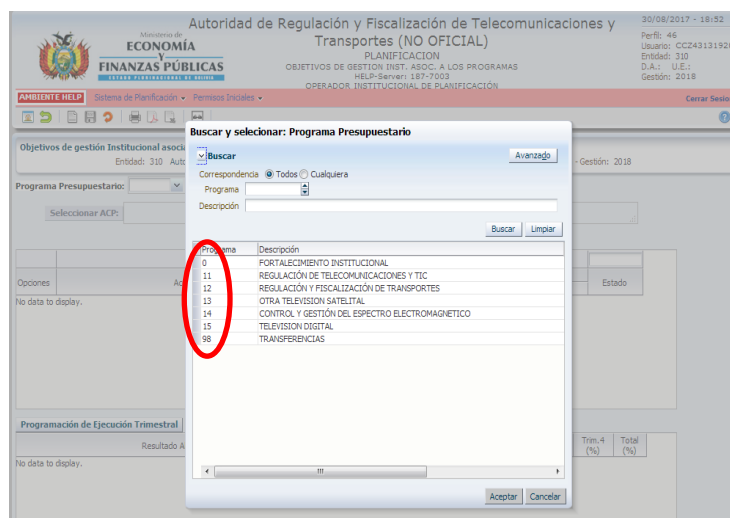 Ministerio de
ECONOMÍA
Y
FINANZAS PÚBLICAS
ESTADO PLURINACIONAL DE BOLIVIA
Autoridad de Regulación y Fiscalización de Telecomunicaciones y
Transportes (NO OFICIAL)
PLANIFICACION
OBJETIVOS DE GESTION INST. ASOC. A LOS PROGRAMAS
HELP-Server: 187-7003
OPERADOR INSTITUCIONAL DE PLANIFICACIÓN
30/08/2017 - 18:52
Perfil: 46
Usuario: CCZ43131920
Entidad: 310
D.A.: U.E.:
Gestión: 2018
AMBIENTE HELP Sistema de Planificación Permisos Iniciales Cerrar Sesio
Objetivos de gestión Institucional asocia
Entidad: 310 Auto - Gestión: 2018
Programa Presupuestario:
Seleccionar ACP:
Opciones Ac Estado
No data to display.
Programación de Ejecución Trimestral
Resultado A Trim.4 (%) Total (%)
No data to display.
Buscar y selecionar: Programa Presupuestario
Buscar Avanzado
Correspondencia Todos Cualquiera
Programa
Descripción
Buscar Limpiar
Programa Descripción
0 FORTALECIMIENTO INSTITUCIONAL
11 REGULACIÓN DE TELECOMUNICACIONES Y TIC
12 REGULACIÓN Y FISCALIZACIÓN DE TRANSPORTES
13 OTRA TELEVISION SATELITAL
14 CONTROL Y GESTIÓN DEL ESPECTRO ELECTROMAGNETICO
15 TELEVISION DIGITAL
98 TRANSFERENCIAS
Aceptar Cancelar